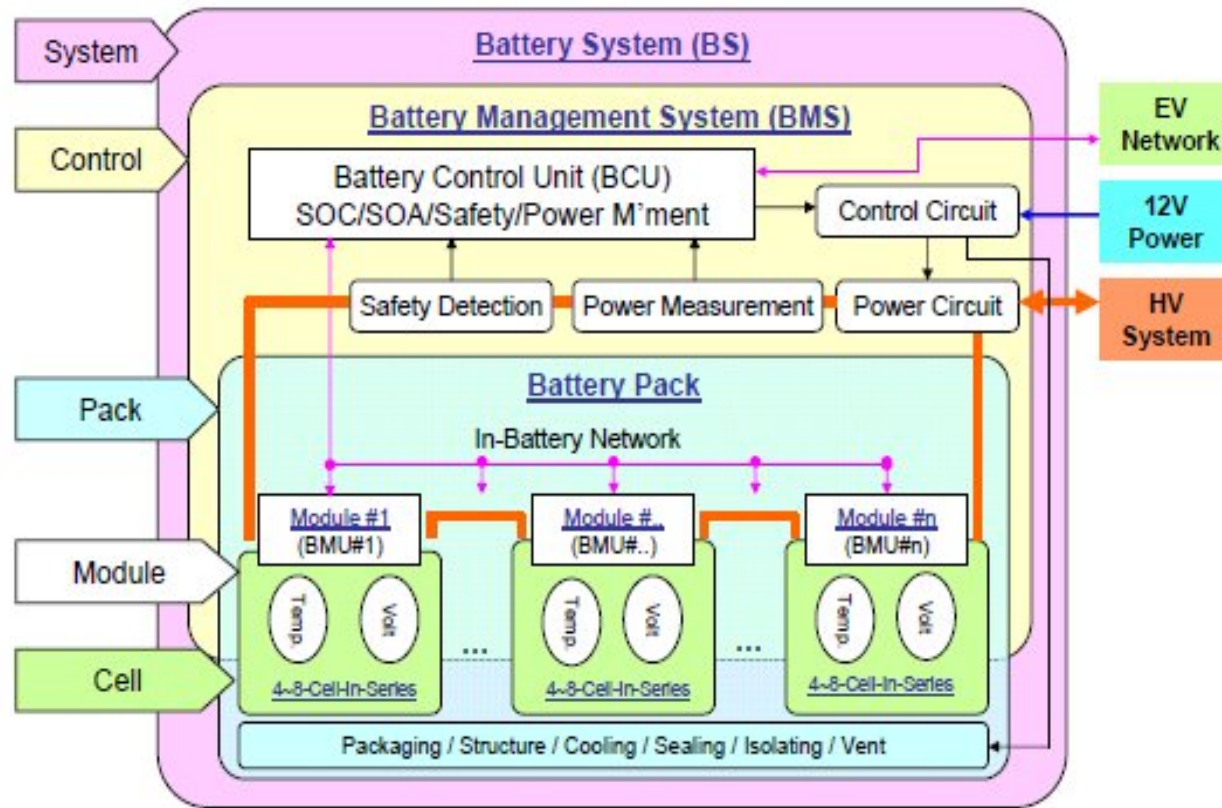 System
Battery System (BS)
Control
Battery Management System (BMS)
EV
Network
Battery Control Unit (BCU)
SOC/SOA/Safety/Power M’ment
Control Circuit
12V
Power
Safety Detection
Power Measurement
Power Circuit
HV
System
Pack
Battery Pack
In-Battery Network
Module
Module #1
(BMU#1)
Module #..
(BMU#..)
Module #n
(BMU#n)
Temp.
Volt
...
Temp.
Volt
...
Temp.
Volt
Cell
4~8-Cell-In-Series
4~8-Cell-In-Series
4~8-Cell-In-Series
Packaging / Structure / Cooling / Sealing / Isolating / Vent